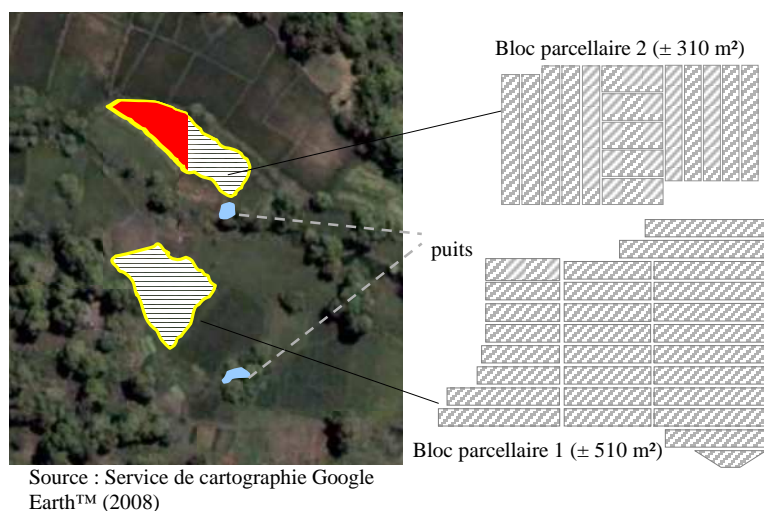 Bloc parcellaire 2 (± 310 m²)
puits
Bloc parcellaire 1 (± 510 m²)
Source : Service de cartographie Google
Earth™ (2008)